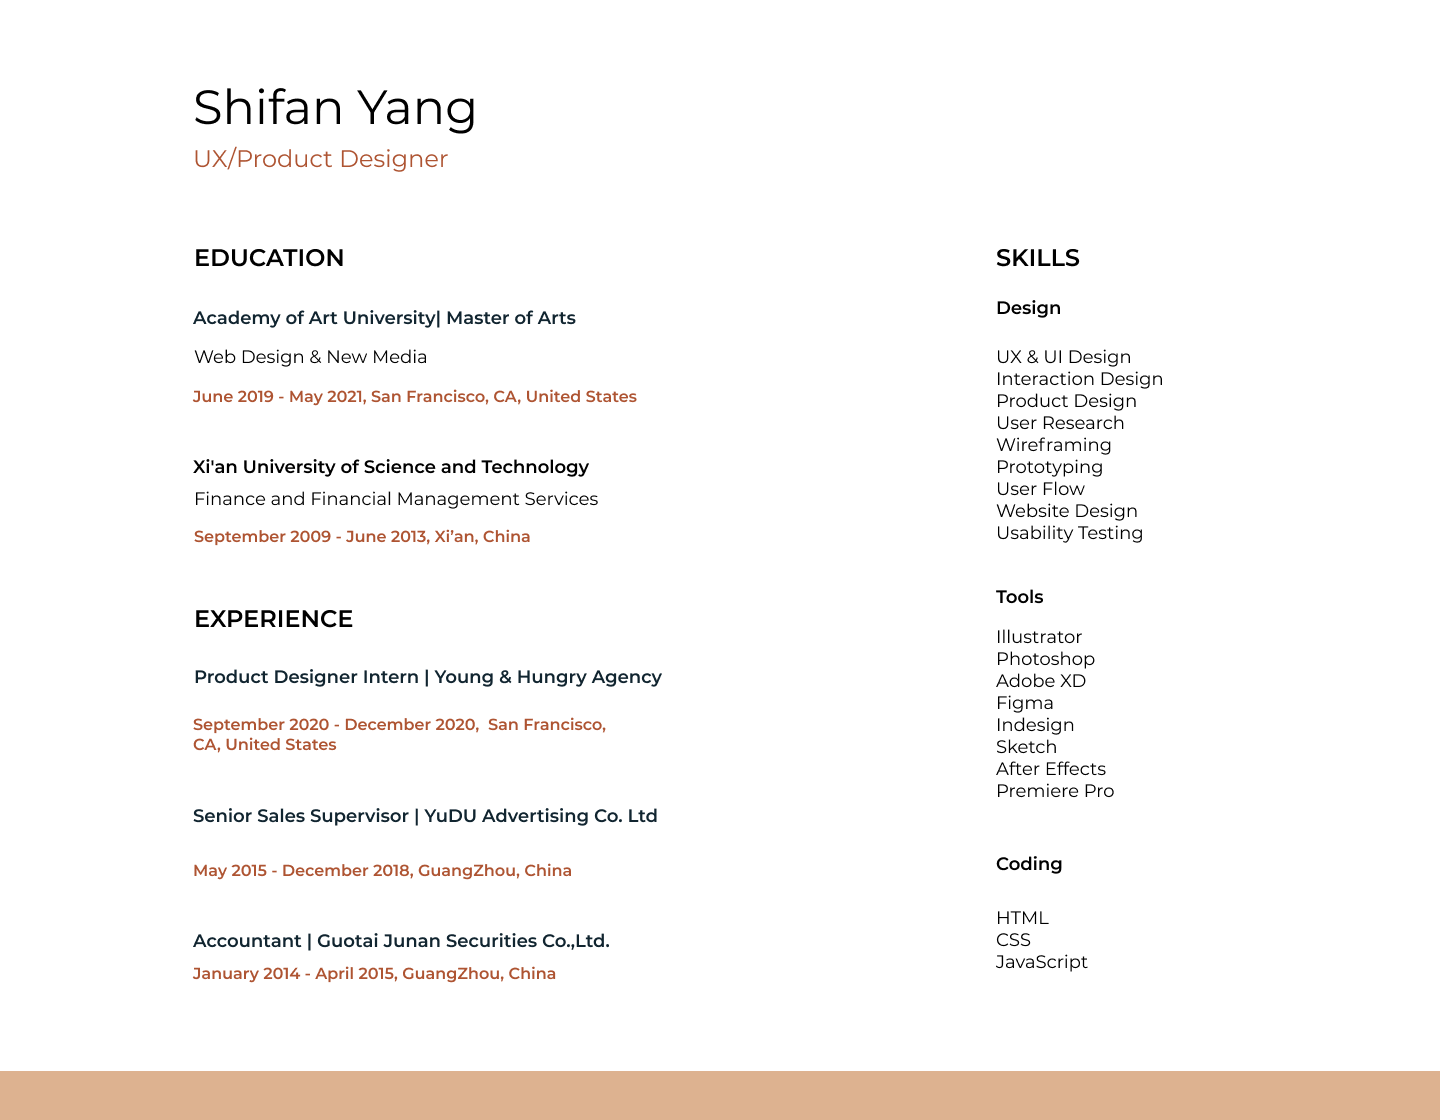 Shifan Yang
UX/Product Designer
EDUCATION
Academy of Art University| Master of Arts
Web Design & New Media
June 2019 - May 2021, San Francisco, CA, United States
Xi'an University of Science and Technology
Finance and Financial Management Services
September 2009 - June 2013, Xi’an, China
EXPERIENCE
Product Designer Intern | Young & Hungry Agency
September 2020 - December 2020,  San Francisco,
CA, United States
Senior Sales Supervisor | YuDU Advertising Co. Ltd
May 2015 - December 2018, GuangZhou, China
Accountant | Guotai Junan Securities Co.,Ltd.
January 2014 - April 2015, GuangZhou, China
SKILLS
Design
UX & UI Design
Interaction Design
Product Design
User Research
Wireframing
Prototyping
User Flow
Website Design
Usability Testing
Tools
Illustrator
Photoshop
Adobe XD
Figma
Indesign
Sketch
After Effects
Premiere Pro
Coding
HTML
CSS
JavaScript